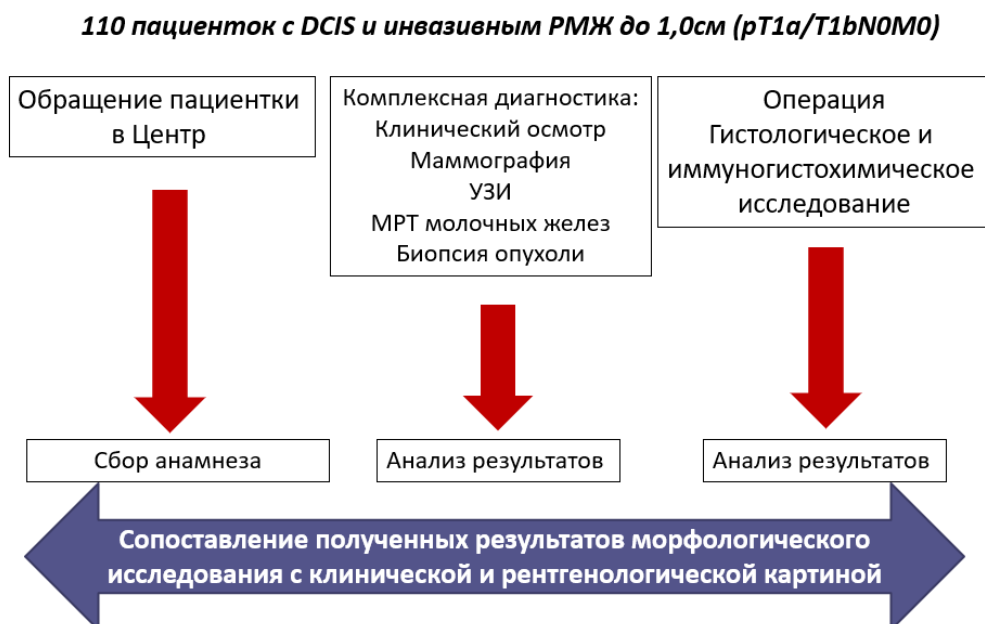 110 пациенток с DCIS и инвазивным РМЖ до 1,0см (pT1a/T1bN0M0)
Обращение пациентки
в Центр
Комплексная диагностика:
Клинический осмотр
Маммография
УЗИ
МРТ молочных желез
Биопсия опухоли
Операция
Гистологическое и
иммуногистохимическое
исследование
Сбор анамнеза
Анализ результатов
Анализ результатов
Сопоставление полученных результатов морфологического
исследования с клинической и рентгенологической картиной